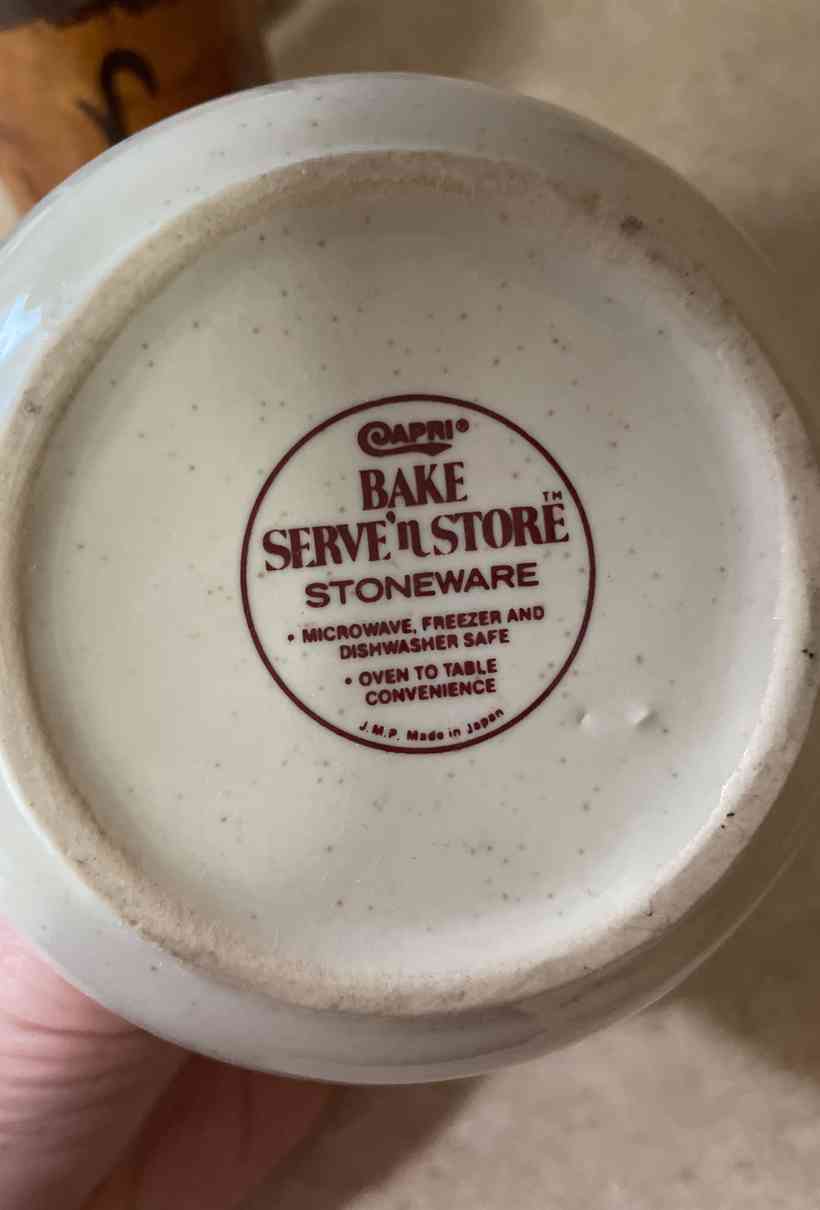 CAPRI®
BAKE
SERVE'n STORE™
STONEWARE
• MICROWAVE, FREEZER AND
DISHWASHER SAFE
• OVEN TO TABLE
CONVENIENCE
J.M.P. Made in Japan